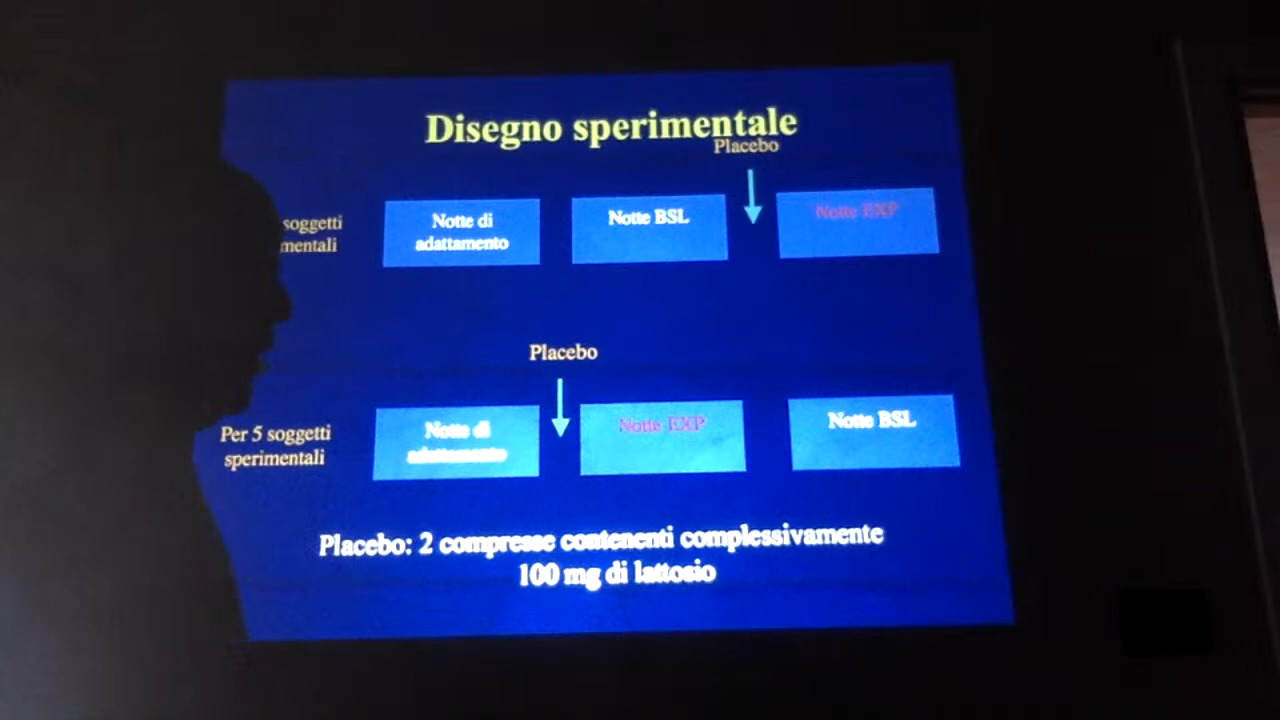 Disegno sperimentale
Placebo
soggetti
mentali
Notte di
adattamento
Notte BSL
Notte EXP
Placebo
Per 5 soggetti
sperimentali
Notte di
adattamento
Notte EXP
Notte BSL
Placebo: 2 compresse contenenti complessivamente
100 mg di lattosio